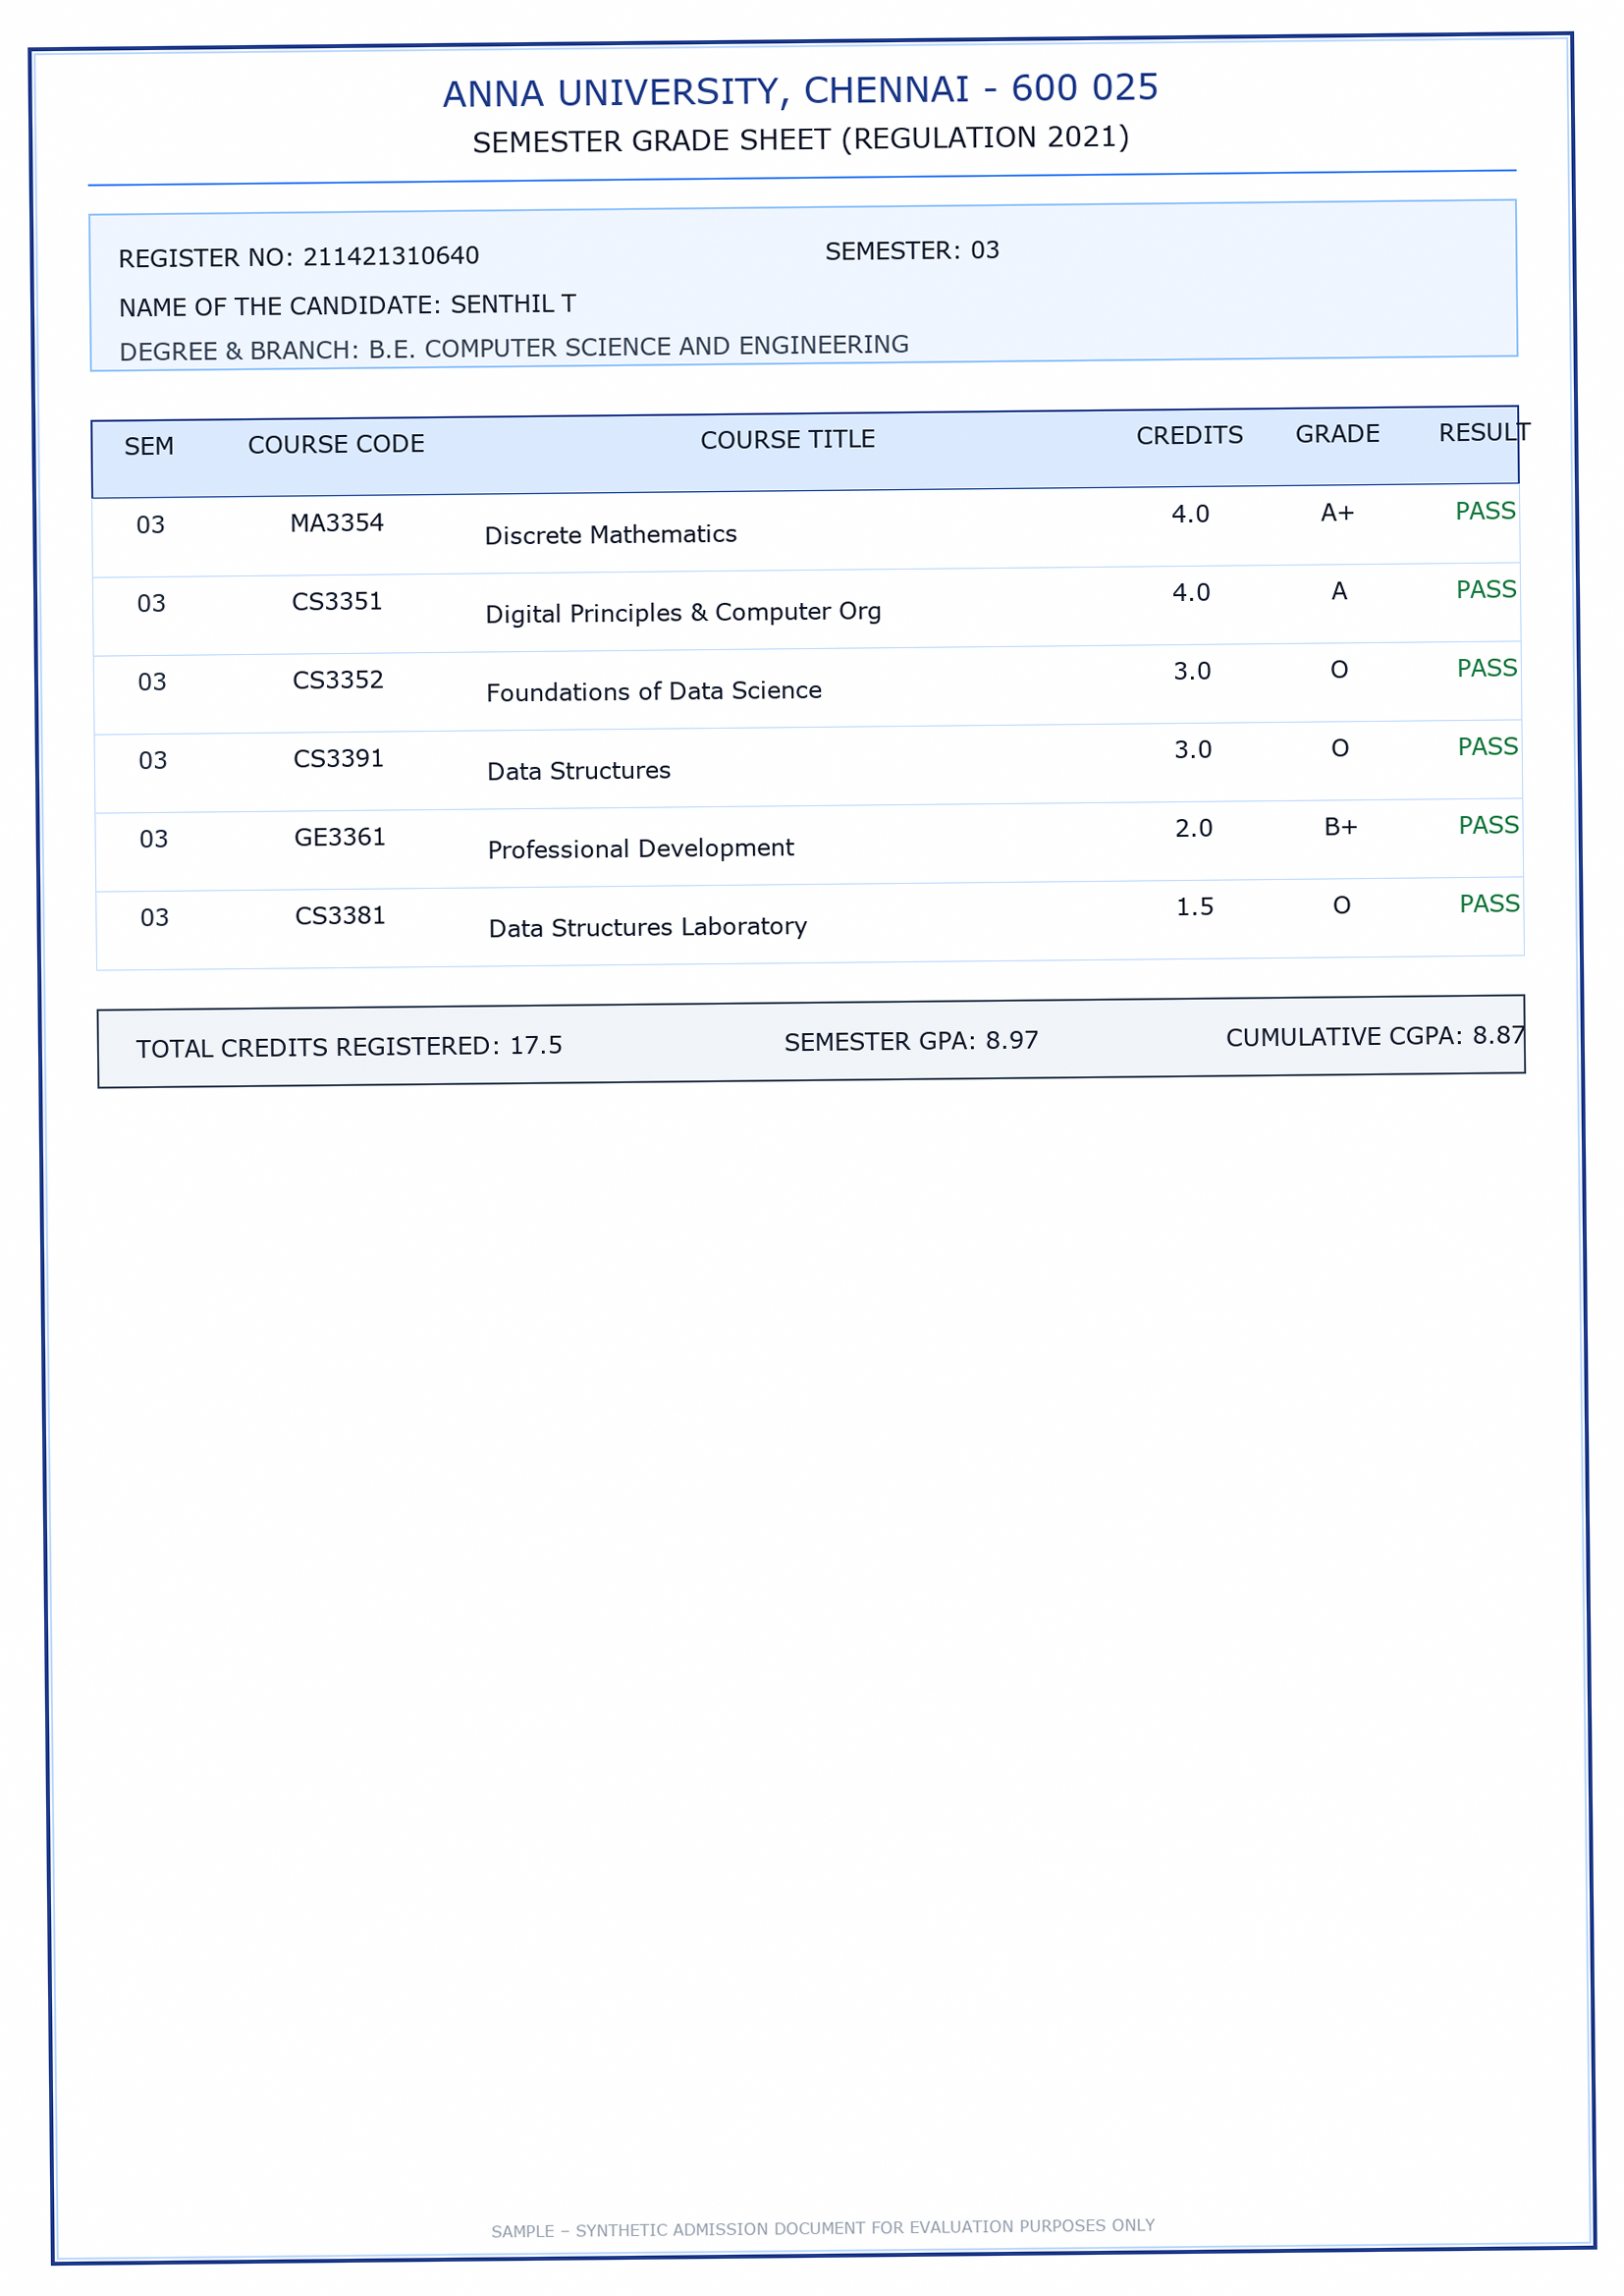 ANNA UNIVERSITY, CHENNAI - 600 025
SEMESTER GRADE SHEET (REGULATION 2021)
REGISTER NO: 211421310640 SEMESTER: 03
NAME OF THE CANDIDATE: SENTHIL T
DEGREE & BRANCH: B.E. COMPUTER SCIENCE AND ENGINEERING
SEM COURSE CODE COURSE TITLE CREDITS GRADE RESULT
03 MA3354 Discrete Mathematics 4.0 A+ PASS
03 CS3351 Digital Principles & Computer Org 4.0 A PASS
03 CS3352 Foundations of Data Science 3.0 O PASS
03 CS3391 Data Structures 3.0 O PASS
03 GE3361 Professional Development 2.0 B+ PASS
03 CS3381 Data Structures Laboratory 1.5 O PASS
TOTAL CREDITS REGISTERED: 17.5 SEMESTER GPA: 8.97 CUMULATIVE CGPA: 8.87
SAMPLE – SYNTHETIC ADMISSION DOCUMENT FOR EVALUATION PURPOSES ONLY